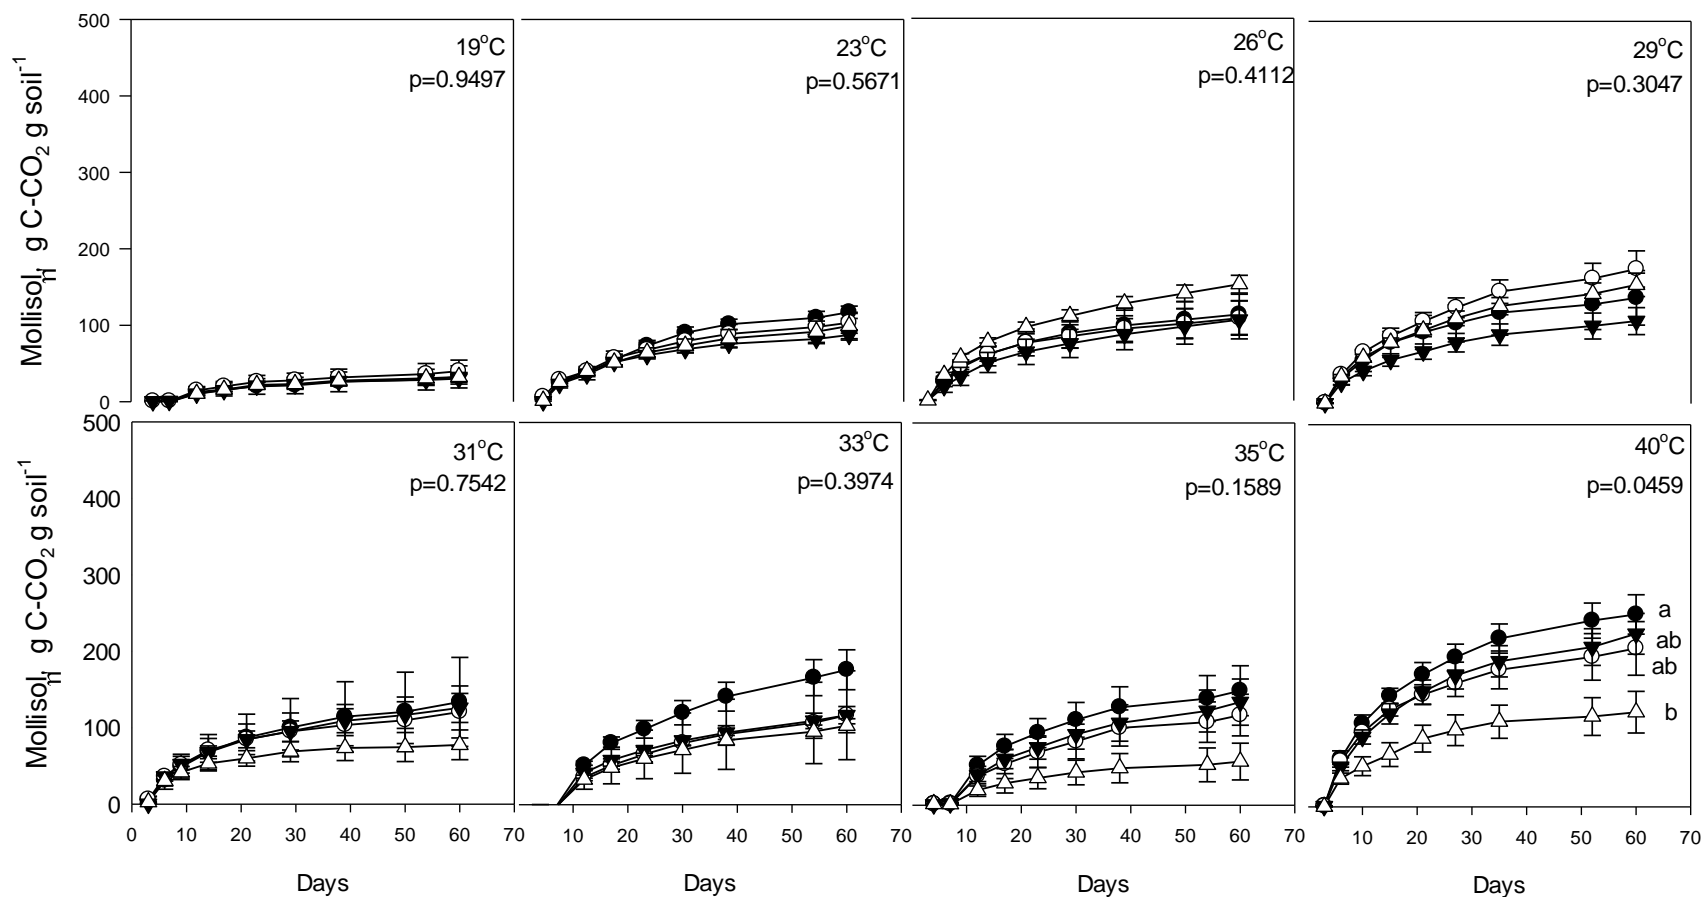 500
400
300
200
100
0
Mollisol, g C-CO₂ g soil⁻¹
η
19°C
p=0.9497
23°C
p=0.5671
26°C
p=0.4112
29°C
p=0.3047
500
400
300
200
100
0
Mollisol, g C-CO₂ g soil⁻¹
η
31°C
p=0.7542
33°C
p=0.3974
35°C
p=0.1589
40°C
p=0.0459
a
ab
ab
b
0 10 20 30 40 50 60 70
10 20 30 40 50 60 70
10 20 30 40 50 60 70
0 10 20 30 40 50 60 70
Days
Days
Days
Days